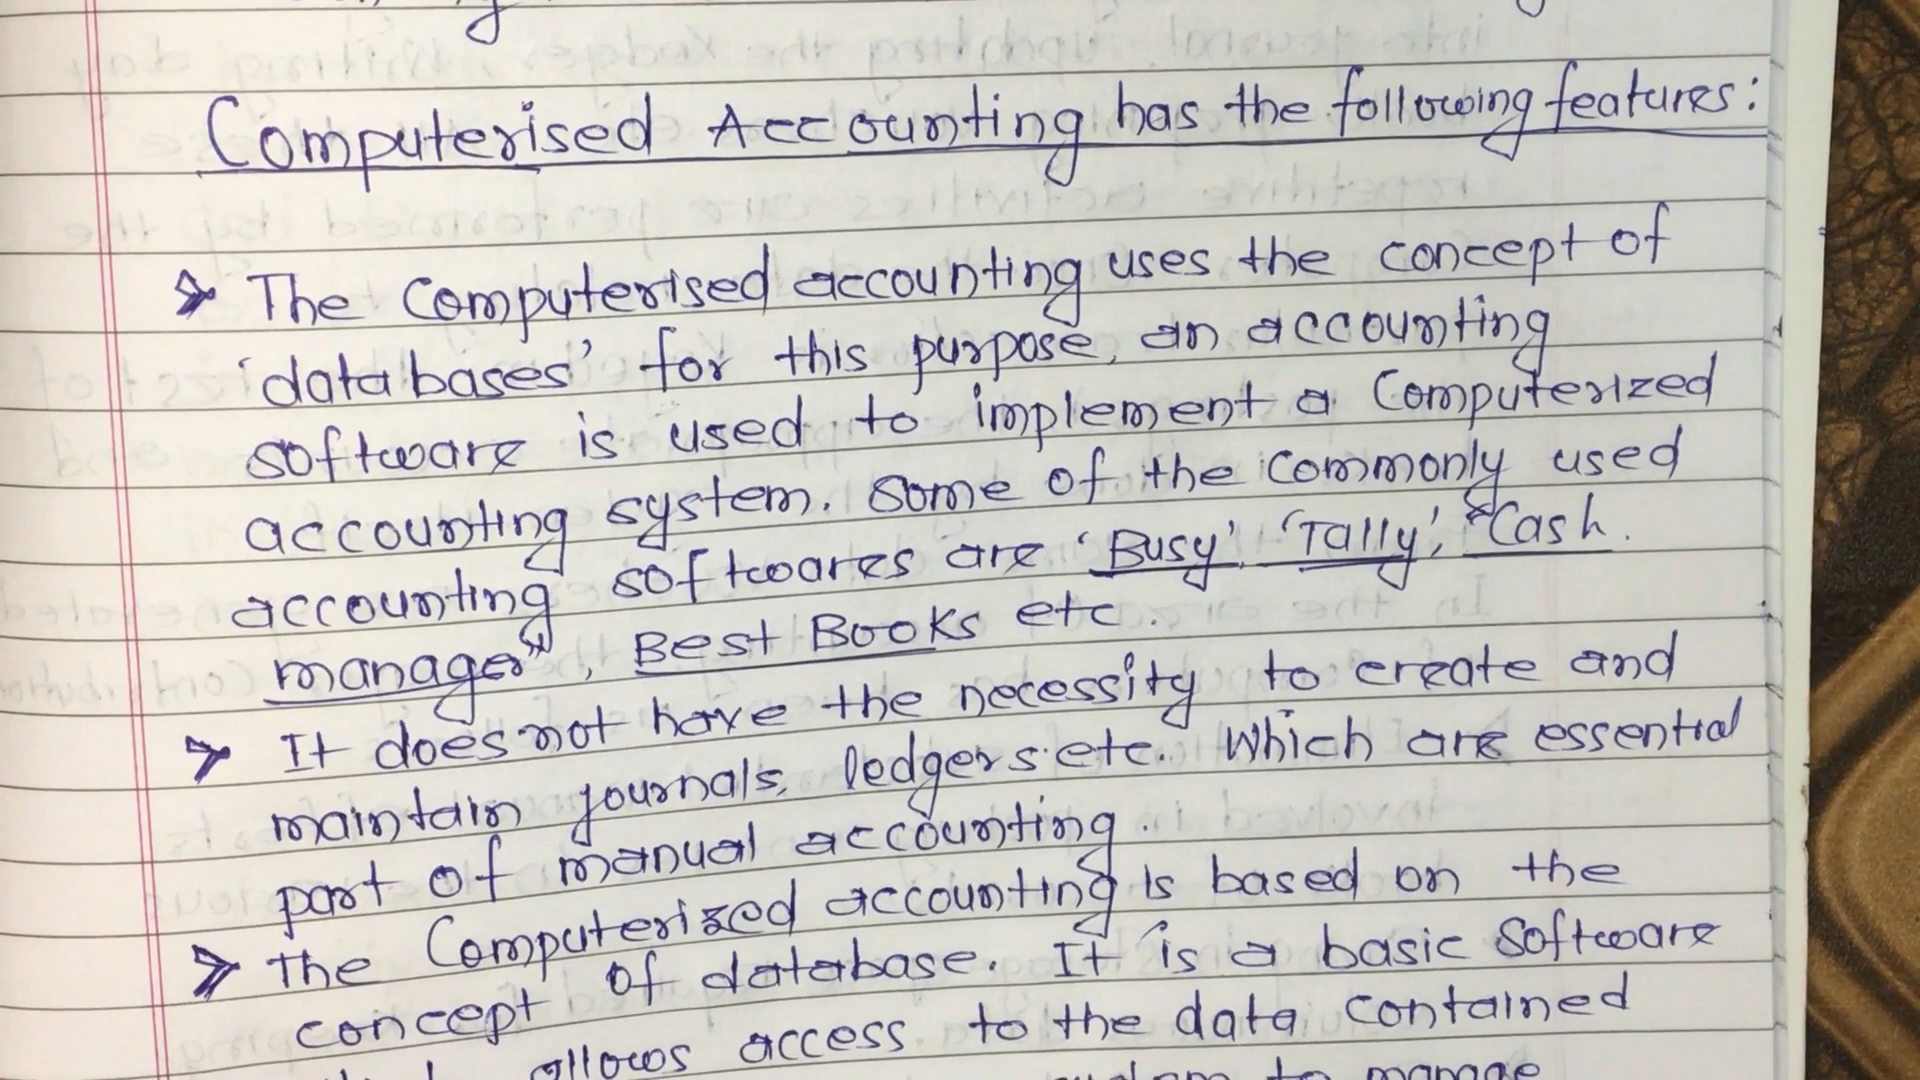 Computerised Accounting has the following features:
The Computerised accounting uses the concept of
'databases' for this purpose, an accounting
software is used to implement a Computerized
accounting system. Some of the commonly used
accounting softwares are 'Busy', 'Tally', "Cash
manager", Best Books etc.
It does not have the necessity to create and
maintain journals, ledgers etc. Which are essential
part of manual accounting.
The Computerized accounting is based on the
concept of database. It is a basic software
allows access to the data contained
to manage